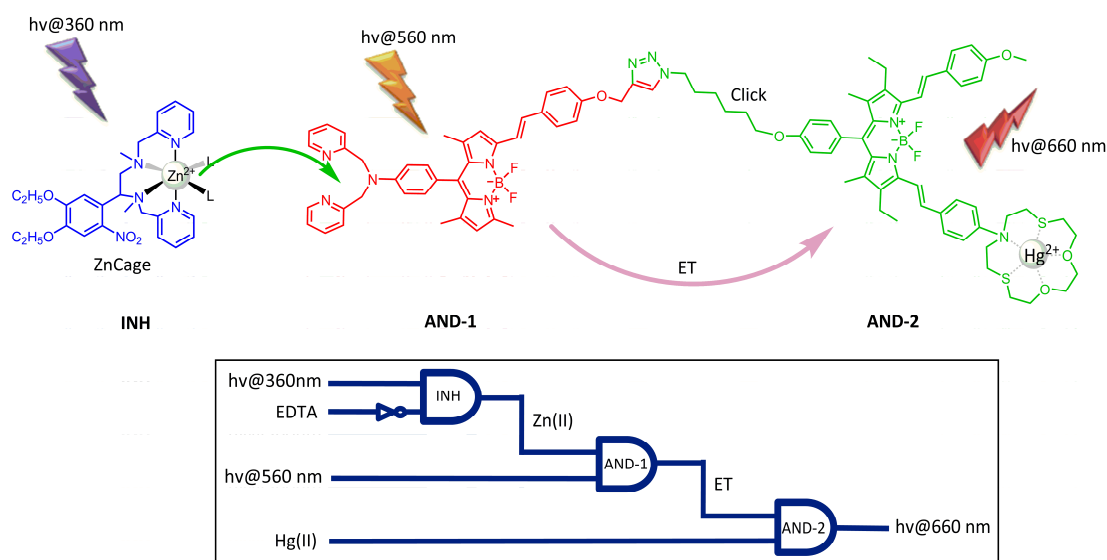 hv@360 nm
hv@560 nm
N
N
N
O
Click
O
N+
B
F
F
hv@660 nm
N
N
N
N
Zn2+
L
L
C2H5O
C2H5O
NO2
ZnCage
N
N
N
O
N
B
N+
F
F
O
N
S
O
O
S
Hg2+
ET
INH
AND-1
AND-2
hv@360nm
EDTA
INH
Zn(II)
hv@560 nm
AND-1
ET
Hg(II)
AND-2
hv@660 nm